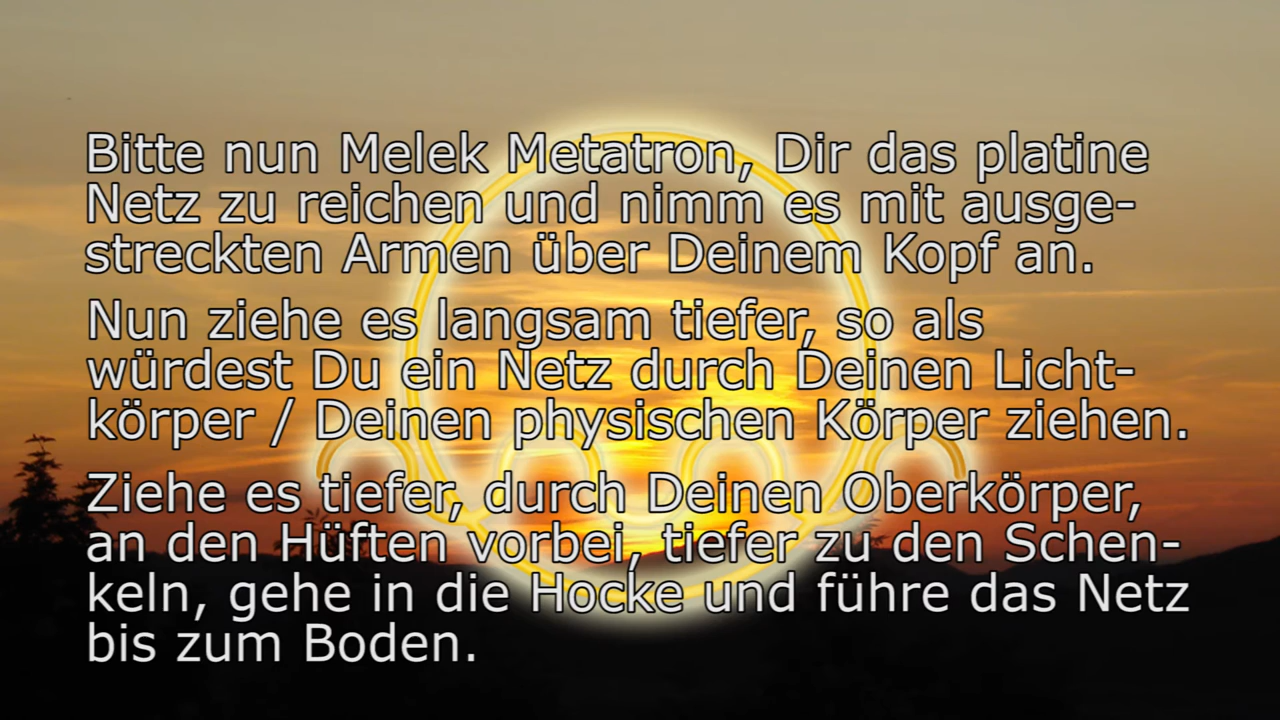 Bitte nun Melek Metatron, Dir das platine
Netz zu reichen und nimm es mit ausge-
streckten Armen über Deinem Kopf an.
Nun ziehe es langsam tiefer, so als
würdest Du ein Netz durch Deinen Licht-
körper / Deinen physischen Körper ziehen.
Ziehe es tiefer, durch Deinen Oberkörper,
an den Hüften vorbei, tiefer zu den Schen-
keln, gehe in die Hocke und führe das Netz
bis zum Boden.